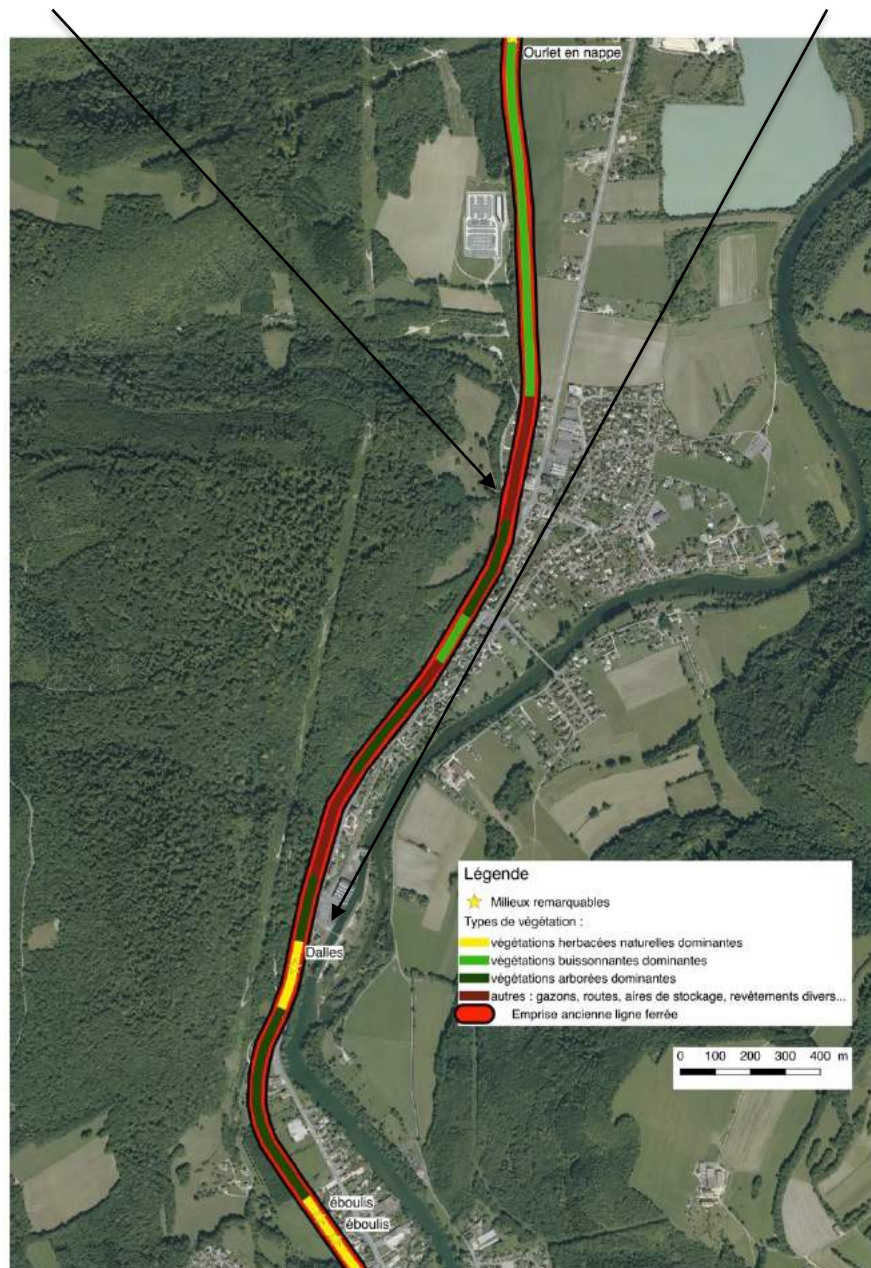 Ourlet en nappe
Légende
Milieux remarquables
Types de végétation :
végétations herbacées naturelles dominantes
végétations buissonnantes dominantes
végétations arborées dominantes
autres : gazons, routes, aires de stockage, revêtements divers...
Emprise ancienne ligne ferrée
Dalles
0 100 200 300 400 m
éboulis
éboulis